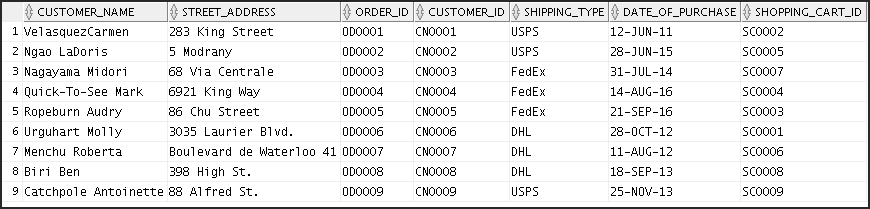 CUSTOMER_NAME STREET_ADDRESS ORDER_ID CUSTOMER_ID SHIPPING_TYPE DATE_OF_PURCHASE SHOPPING_CART_ID
1 VelasquezCarmen 283 King Street OD0001 CN0001 USPS 12-JUN-11 SC0002
2 Ngao LaDoris 5 Modrany OD0002 CN0002 USPS 28-JUN-15 SC0005
3 Nagayama Midori 68 Via Centrale OD0003 CN0003 FedEx 31-JUL-14 SC0007
4 Quick-To-See Mark 6921 King Way OD0004 CN0004 FedEx 14-AUG-16 SC0004
5 Ropeburn Audry 86 Chu Street OD0005 CN0005 FedEx 21-SEP-16 SC0003
6 Urguhart Molly 3035 Laurier Blvd. OD0006 CN0006 DHL 28-OCT-12 SC0001
7 Menchu Roberta Boulevard de Waterloo 41 OD0007 CN0007 DHL 11-AUG-12 SC0006
8 Biri Ben 398 High St. OD0008 CN0008 DHL 18-SEP-13 SC0008
9 Catchpole Antoinette 88 Alfred St. OD0009 CN0009 USPS 25-NOV-13 SC0009